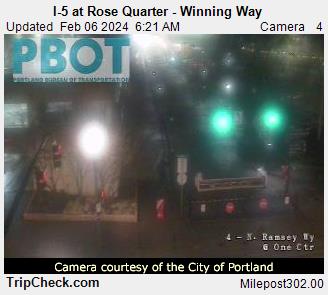 I-5 at Rose Quarter - Winning Way
Updated Feb 06 2024 6:21 AM Camera 4
PBOT
PORTLAND BUREAU OF TRANSPORTATION
4 - N. Ramsey Wy
@ One Ctr
Camera courtesy of the City of Portland
TripCheck.com Milepost302.00